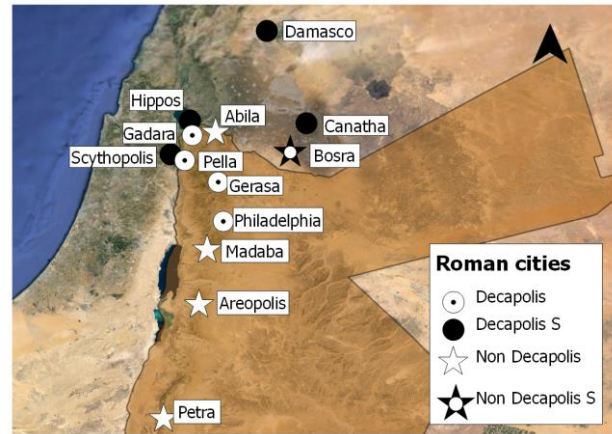 Damasco
Hippos
Abila
Canatha
Gadara
Scythopolis
Pella
Bosra
Gerasa
Philadelphia
Madaba
Areopolis
Petra
Roman cities
Decapolis
Decapolis S
Non Decapolis
Non Decapolis S